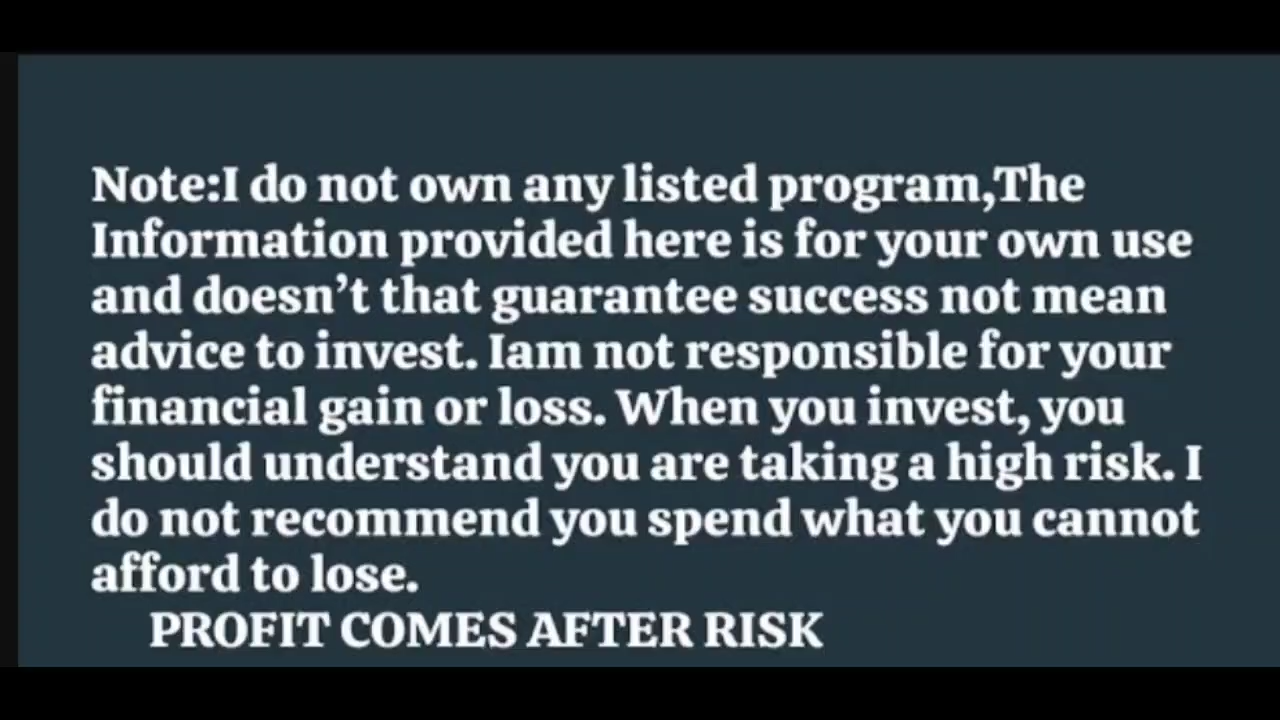 Note:I do not own any listed program,The
Information provided here is for your own use
and doesn’t that guarantee success not mean
advice to invest. Iam not responsible for your
financial gain or loss. When you invest, you
should understand you are taking a high risk. I
do not recommend you spend what you cannot
afford to lose.
PROFIT COMES AFTER RISK